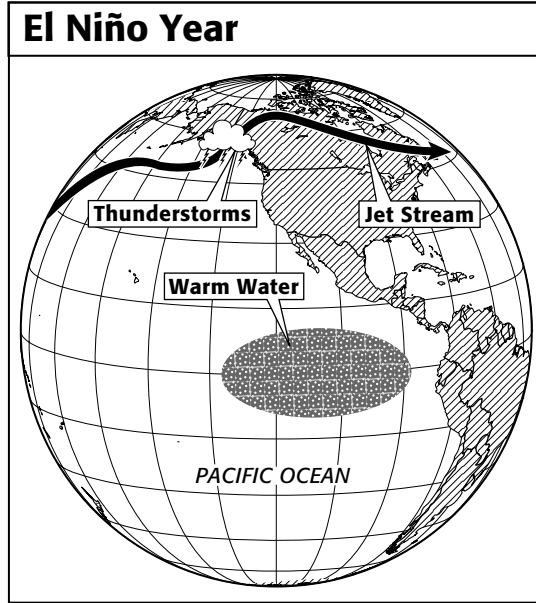 El Niño Year
Thunderstorms
Jet Stream
Warm Water
PACIFIC OCEAN